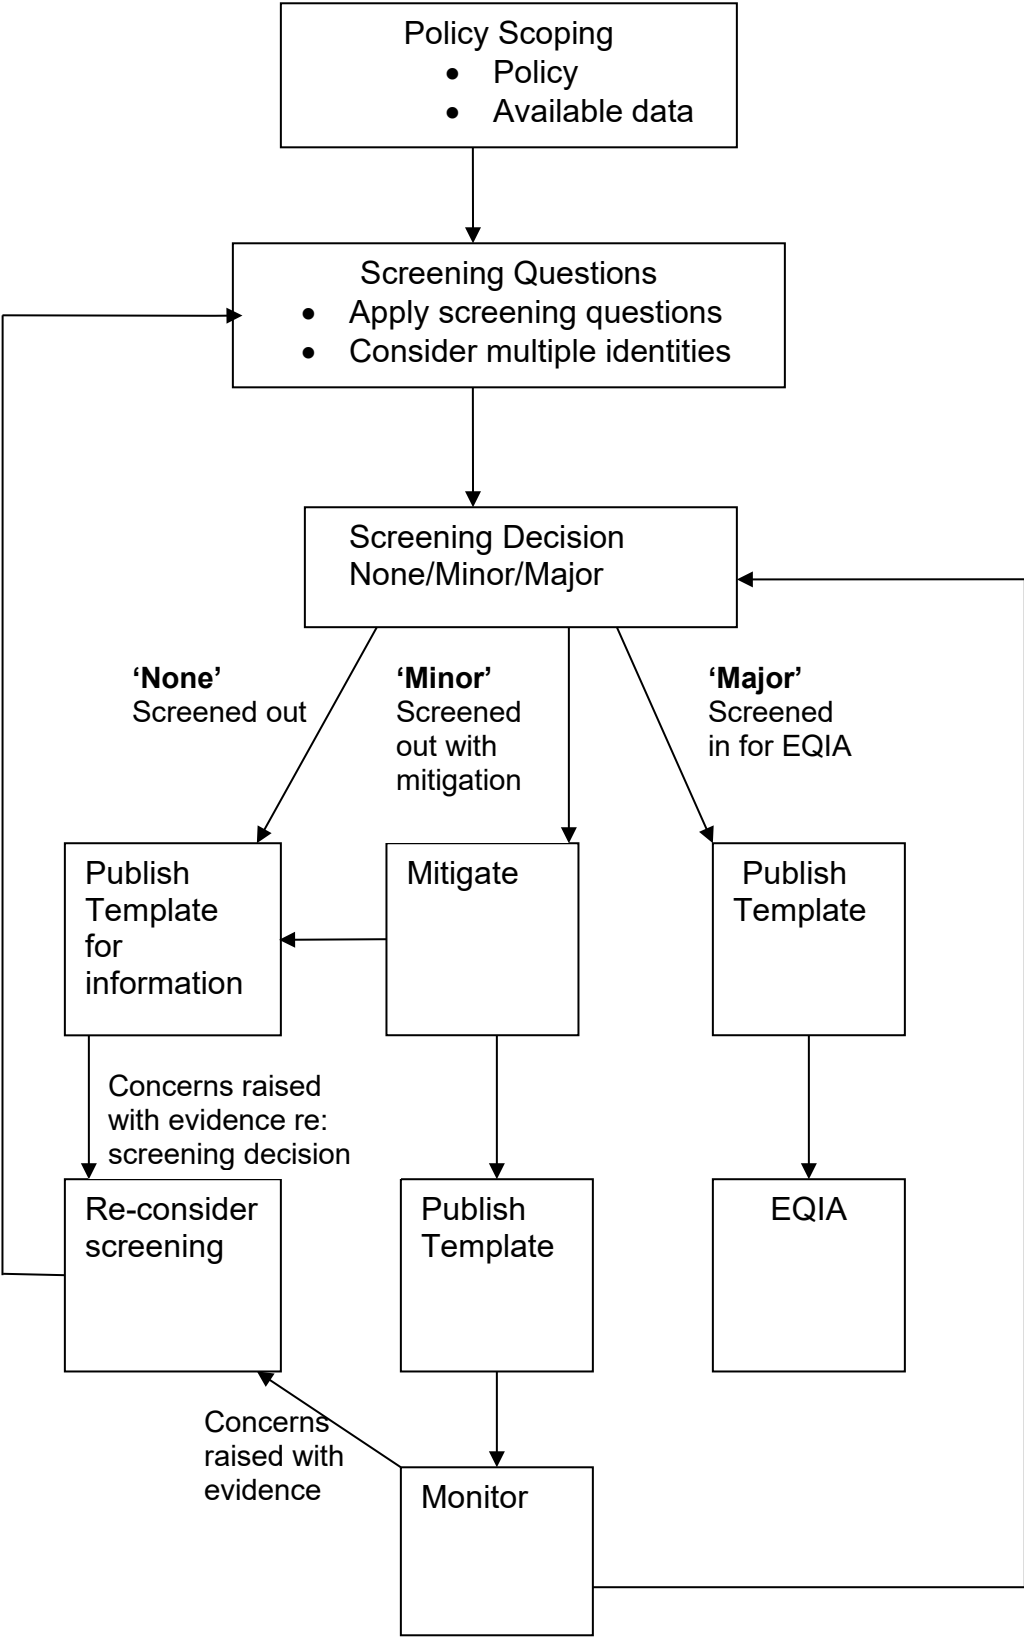 Policy Scoping
• Policy
• Available data
Screening Questions
• Apply screening questions
• Consider multiple identities
Screening Decision
None/Minor/Major
‘None’
Screened out
‘Minor’
Screened
out with
mitigation
‘Major’
Screened
in for EQIA
Publish
Template
for
information
Mitigate
Publish
Template
Concerns raised
with evidence re:
screening decision
Re-consider
screening
Publish
Template
EQIA
Concerns
raised with
evidence
Monitor